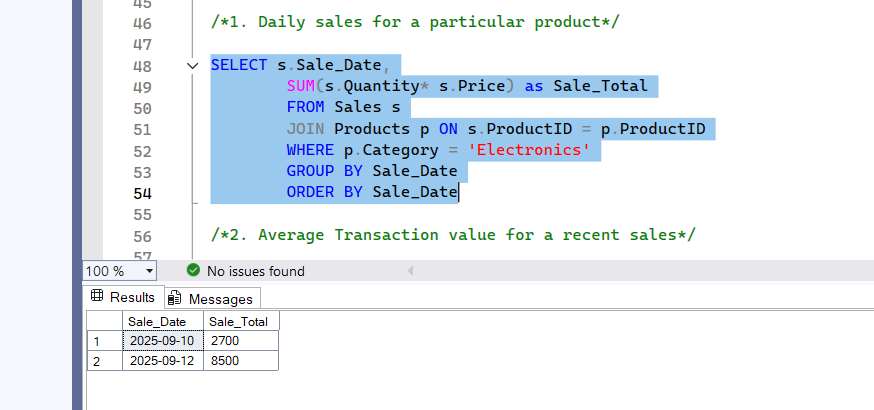 45
46 /*1. Daily sales for a particular product*/
47
48 SELECT s.Sale_Date,
49 SUM(s.Quantity* s.Price) as Sale_Total
50 FROM Sales s
51 JOIN Products p ON s.ProductID = p.ProductID
52 WHERE p.Category = 'Electronics'
53 GROUP BY Sale_Date
54 ORDER BY Sale_Date
55
56 /*2. Average Transaction value for a recent sales*/
57
100 % No issues found
Results Messages
Sale_Date Sale_Total
1 2025-09-10 2700
2 2025-09-12 8500